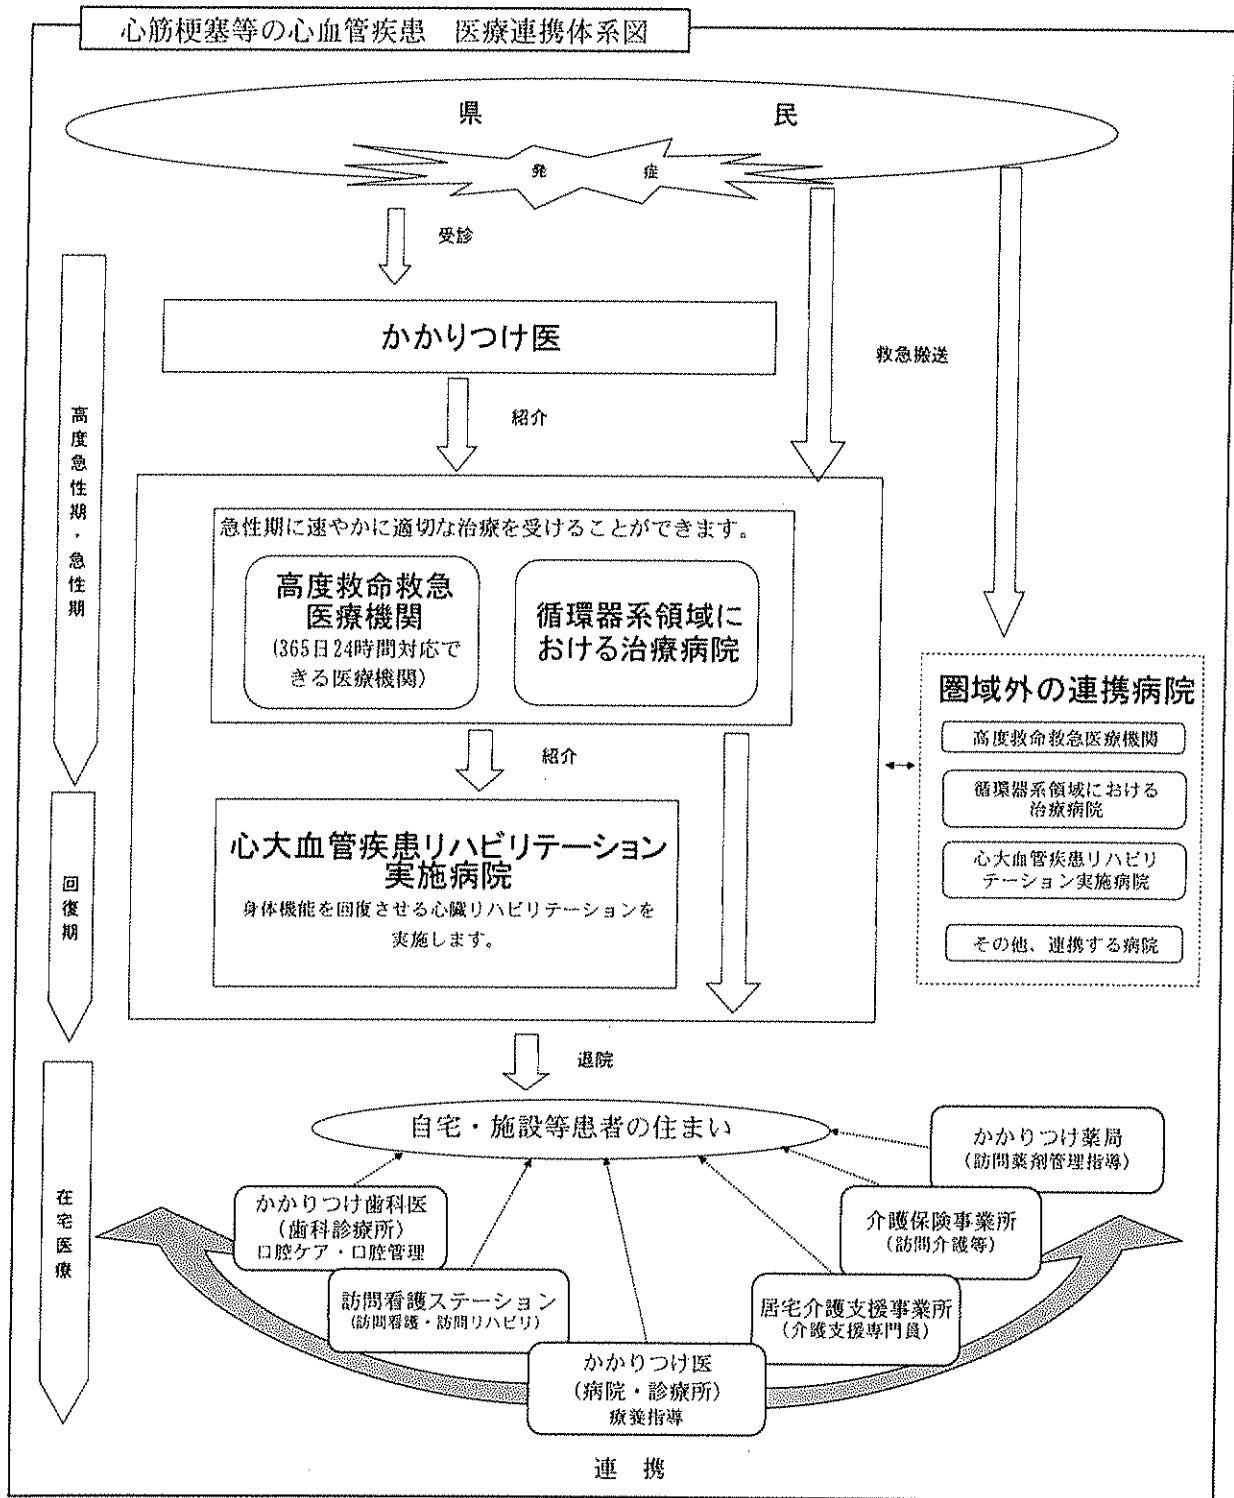 心筋梗塞等の心血管疾患　医療連携体系図
県　民
発　症
受診
かかりつけ医
救急搬送
紹介
高度急性期・急性期
急性期に速やかに適切な治療を受けることができます。
高度救命救急
医療機関
(365日24時間対応で
きる医療機関)
循環器系領域に
おける治療病院
圏域外の連携病院
高度救命救急医療機関
循環器系領域における
治療病院
心大血管疾患リハビリ
テーション実施病院
その他、連携する病院
紹介
回復期
心大血管疾患リハビリテーション
実施病院
身体機能を回復させる心臓リハビリテーションを
実施します。
退院
在宅医療
自宅・施設等患者の住まい
かかりつけ薬局
(訪問薬剤管理指導)
かかりつけ歯科医
(歯科診療所)
口腔ケア・口腔管理
介護保険事業所
(訪問介護等)
訪問看護ステーション
(訪問看護・訪問リハビリ)
居宅介護支援事業所
(介護支援専門員)
かかりつけ医
(病院・診療所)
療養指導
連　携